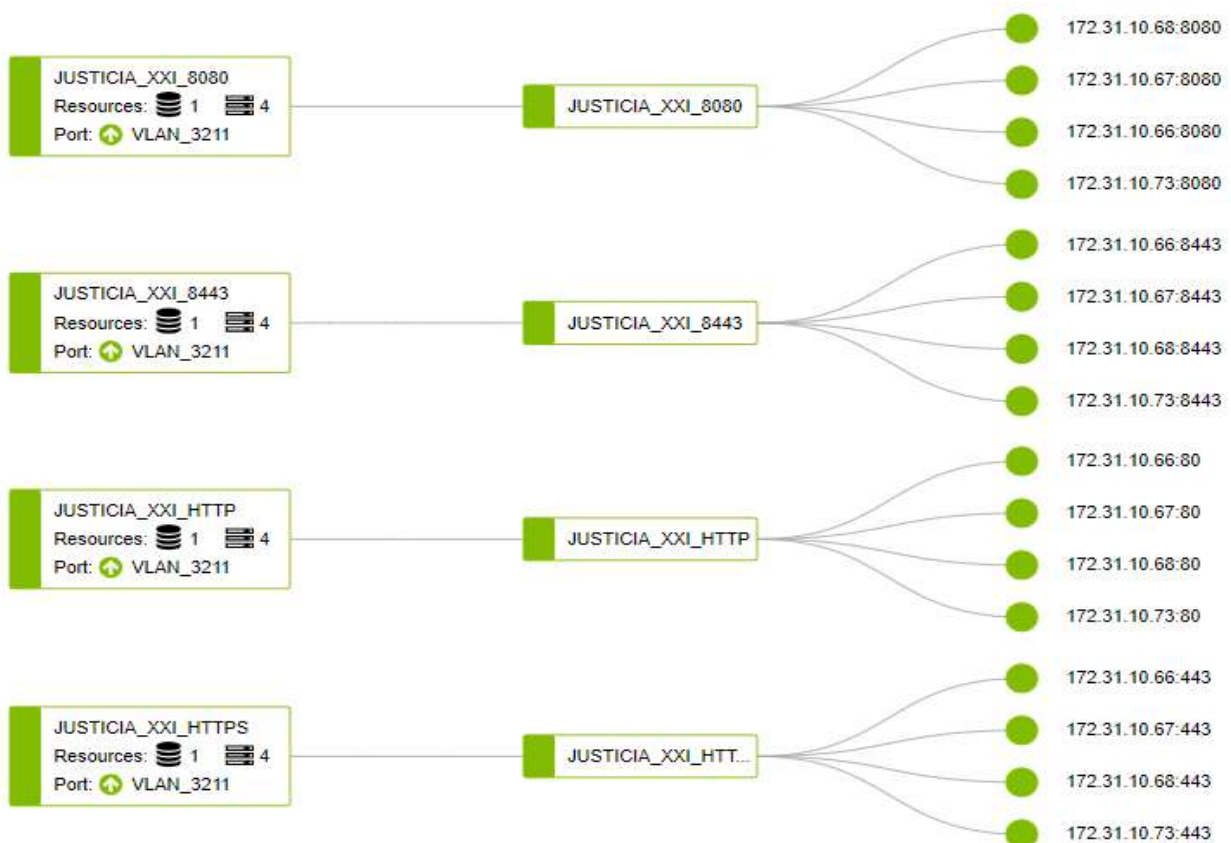 JUSTICIA_XXI_8080
Resources: 1 4
Port: VLAN_3211
JUSTICIA_XXI_8080
172.31.10.68:8080
172.31.10.67:8080
172.31.10.66:8080
172.31.10.73:8080
JUSTICIA_XXI_8443
Resources: 1 4
Port: VLAN_3211
JUSTICIA_XXI_8443
172.31.10.66:8443
172.31.10.67:8443
172.31.10.68:8443
172.31.10.73:8443
JUSTICIA_XXI_HTTP
Resources: 1 4
Port: VLAN_3211
JUSTICIA_XXI_HTTP
172.31.10.66:80
172.31.10.67:80
172.31.10.68:80
172.31.10.73:80
JUSTICIA_XXI_HTTPS
Resources: 1 4
Port: VLAN_3211
JUSTICIA_XXI_HTT...
172.31.10.66:443
172.31.10.67:443
172.31.10.68:443
172.31.10.73:443